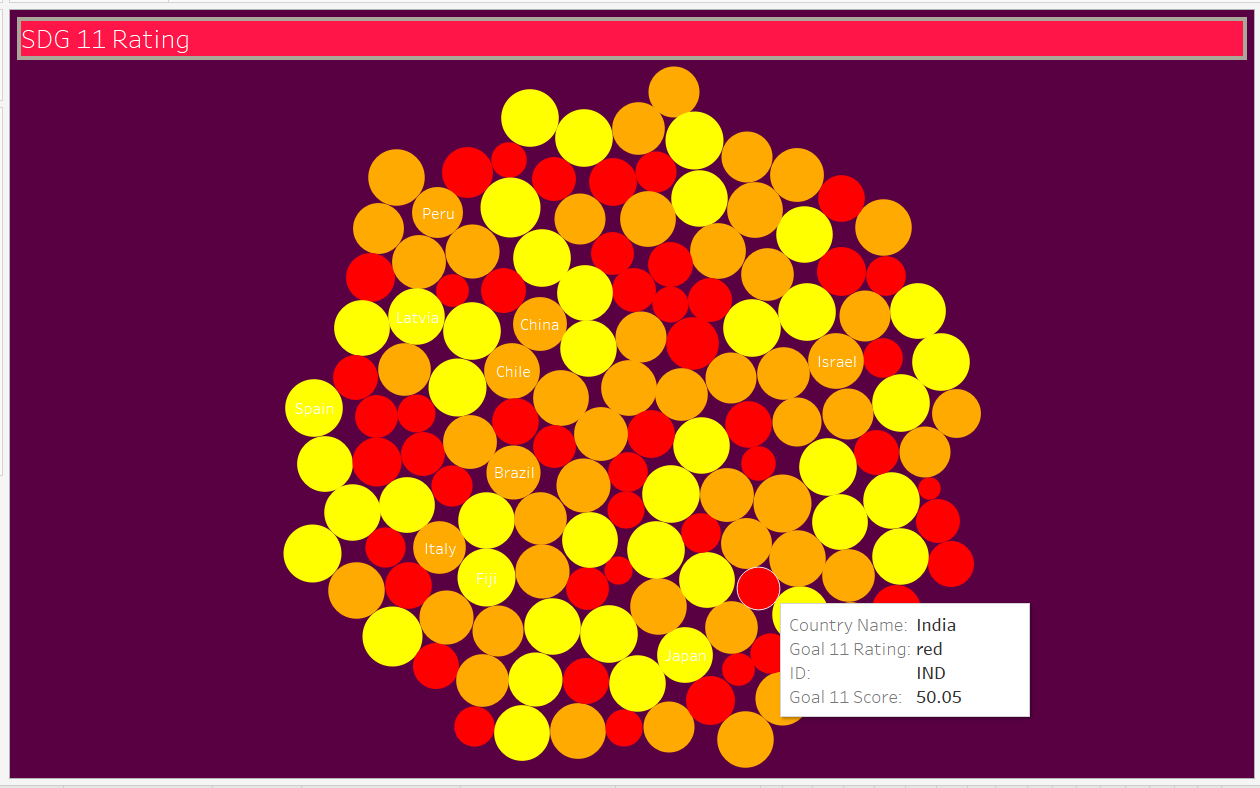 SDG 11 Rating
Peru
Latvia
China
Israel
Chile
Spain
Brazil
Italy
Fiji
Country Name: India
Goal 11 Rating: red
Japan
ID: IND
Goal 11 Score: 50.05